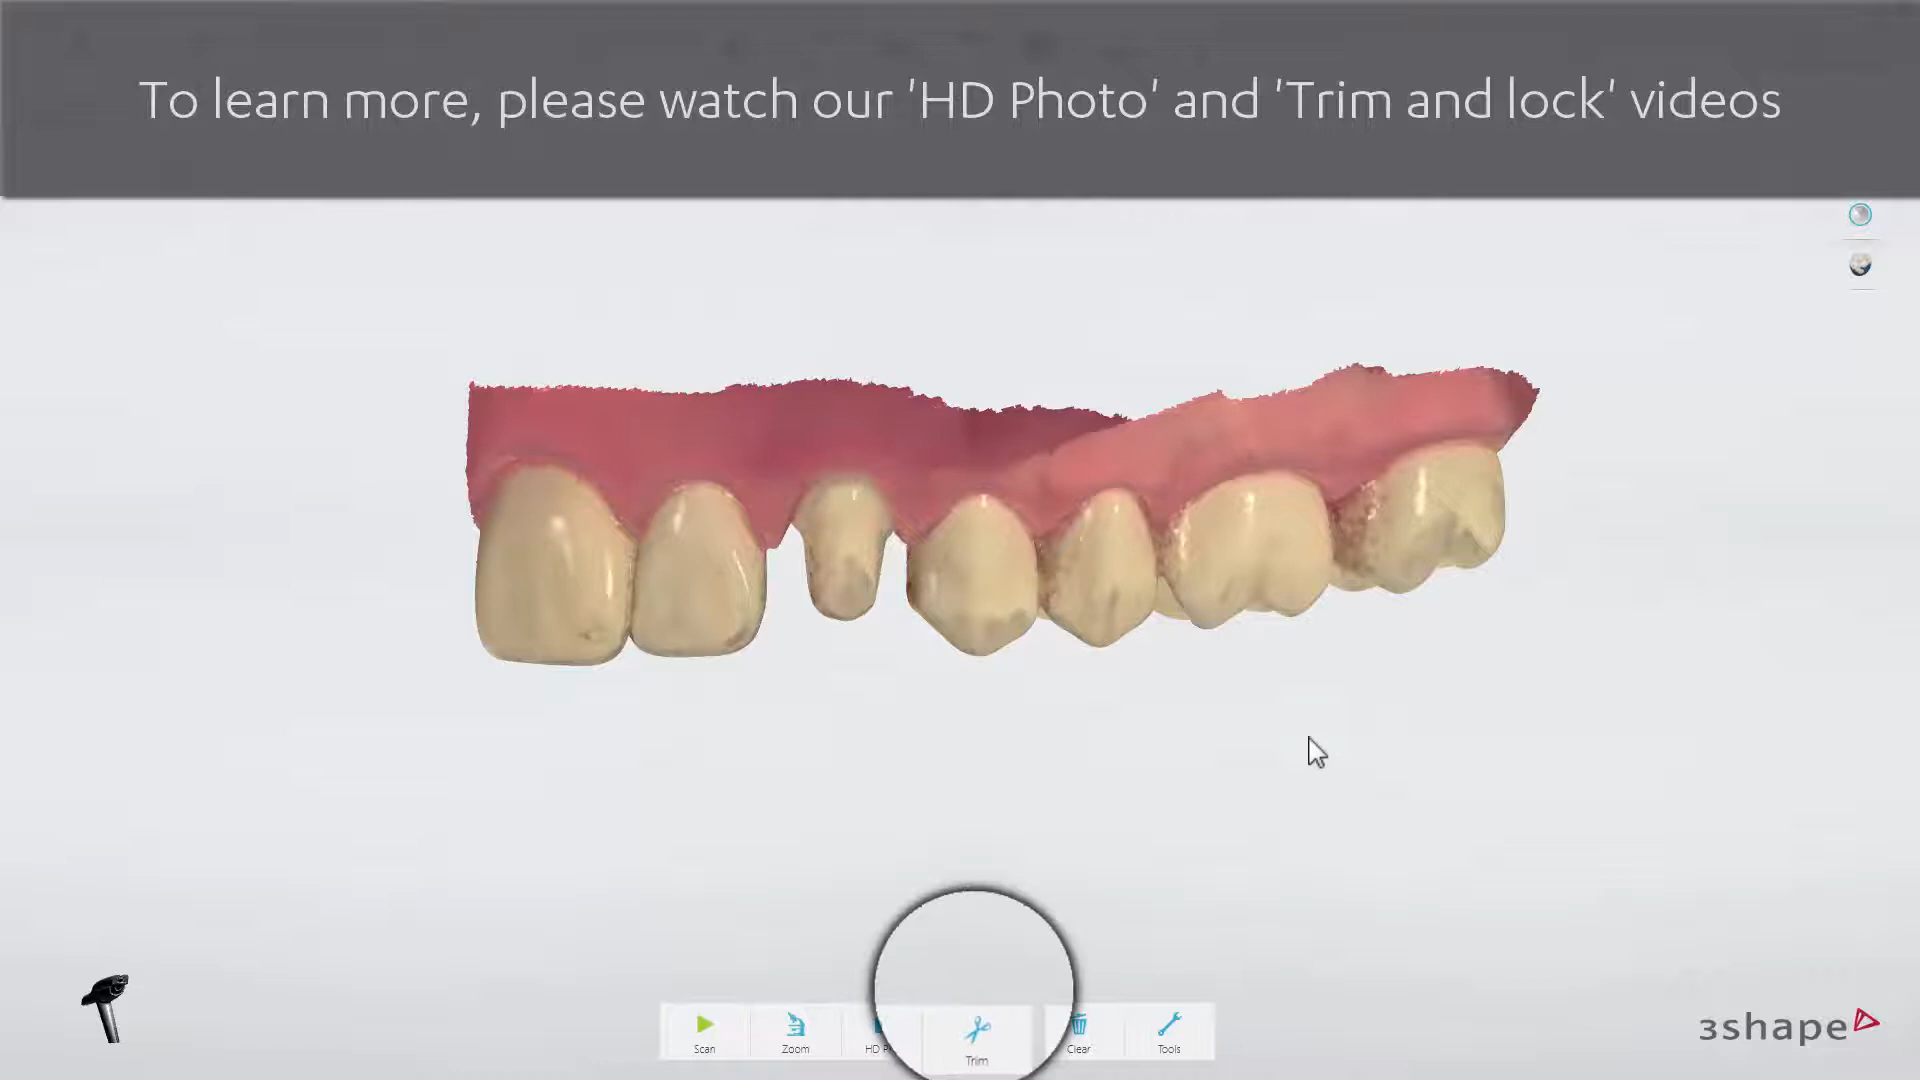 To learn more, please watch our 'HD Photo' and 'Trim and lock' videos
Scan
Zoom
HD
Trim
Clear
Tools
3shape